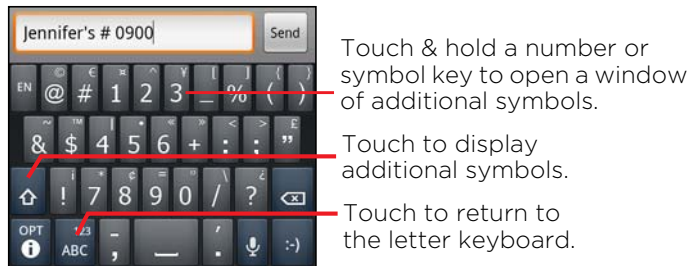 Jennifer's # 0900 Send
Touch & hold a number or
symbol key to open a window
of additional symbols.
EN @ © # € 1 ¤ 2 ^ 3 ¥ _ [ % ] ( { ) }
& ~ $ ™ 4 | 5 • 6 « + » : < ; > " £
Touch to display
additional symbols.
! ¡ 7 * 8 ¢ 9 = 0 º / \ ? ¿
Touch to return to
the letter keyboard.
OPT 123 ABC - ; ' . :-)